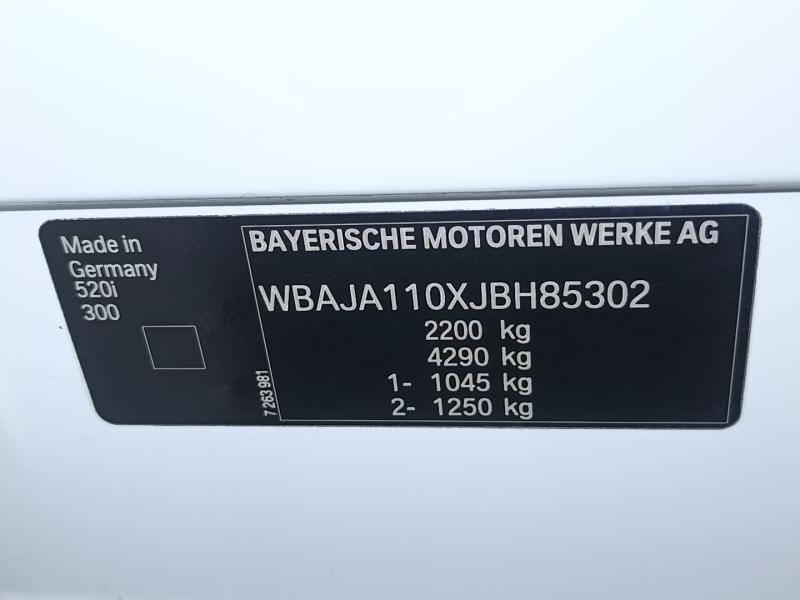 Made in
Germany
520i
300
7 263 981
BAYERISCHE MOTOREN WERKE AG
WBAJA110XJBH85302
2200 kg
4290 kg
1- 1045 kg
2- 1250 kg